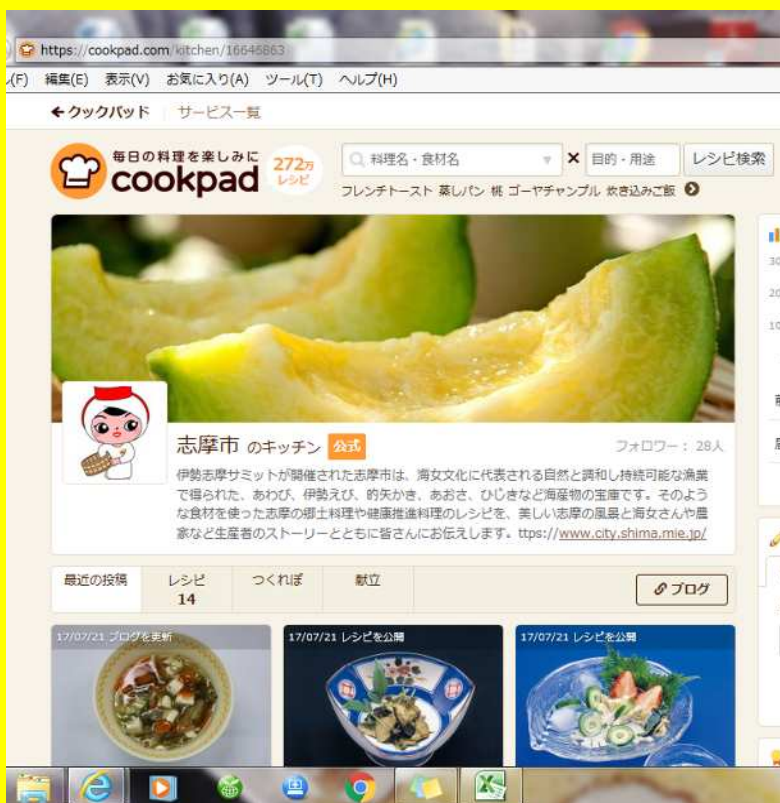 https://cookpad.com/kitchen/16646863
(F) 編集(E) 表示(V) お気に入り(A) ツール(T) ヘルプ(H)
クックパッド サービス一覧
毎日の料理を楽しみに
cookpad
272万
レシピ
料理名・食材名 × 目的・用途 レシピ検索
フレンチトースト 蒸しパン 桃 ゴーヤチャンプル 炊き込みご飯
志摩市 のキッチン 公式 フォロワー: 28人
伊勢志摩サミットが開催された志摩市は、海女文化に代表される自然と調和し持続可能な漁業
で得られた、あわび、伊勢えび、的矢かき、あおさ、ひじきなど海産物の宝庫です。そのよう
な食材を使った志摩の郷土料理や健康推進料理のレシピを、美しい志摩の風景と海女さんや農
家など生産者のストーリーとともに皆さんにお伝えします。ttps://www.city.shima.mie.jp/
最近の投稿 レシピ つくれぽ 献立 ブログ
14
17/07/21 ブログを更新 17/07/21 レシピを公開 17/07/21 レシピを公開